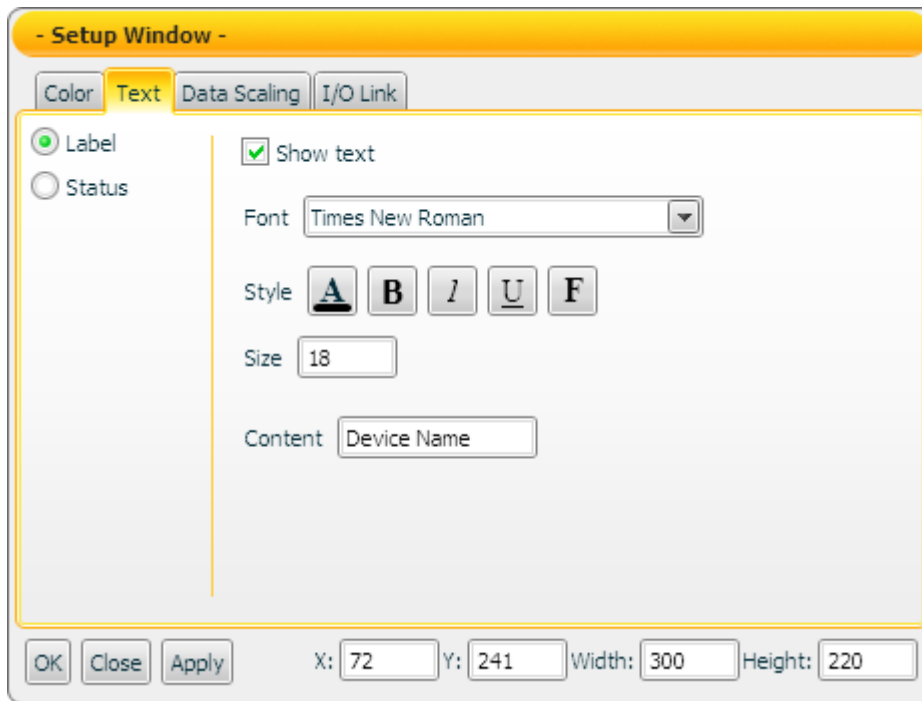 - Setup Window -
Color Text Data Scaling I/O Link
Label
Status
Show text
Font Times New Roman
Style A B I U F
Size 18
Content Device Name
OK Close Apply X: 72 Y: 241 Width: 300 Height: 220